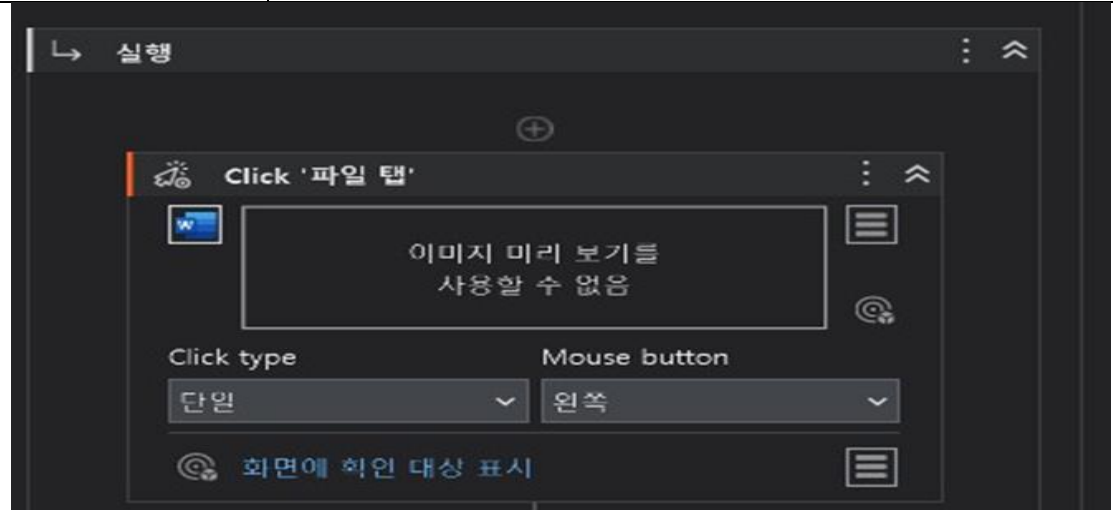 실행
Click '파일 탭'
이미지 미리 보기를
사용할 수 없음
Click type
Mouse button
단일
왼쪽
화면에 확인 대상 표시